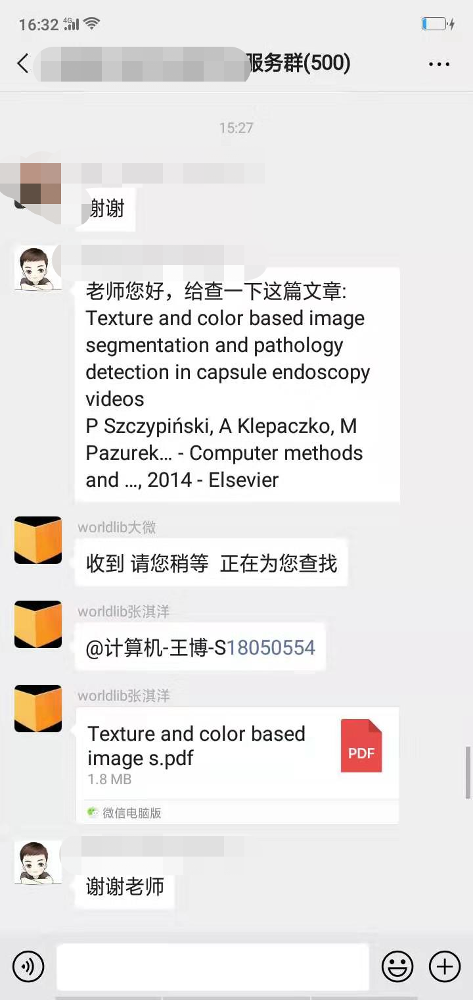 16:32 4G
服务群(500)
15:27
谢谢
老师您好，给查一下这篇文章:
Texture and color based image
segmentation and pathology
detection in capsule endoscopy
videos
P Szczypiński, A Klepaczko, M
Pazurek… - Computer methods
and …, 2014 - Elsevier
worldlib大微
收到 请您稍等  正在为您查找
worldlib张淇洋
@计算机-王博-S18050554
worldlib张淇洋
Texture and color based
image s.pdf
PDF
1.8 MB
微信电脑版
谢谢老师